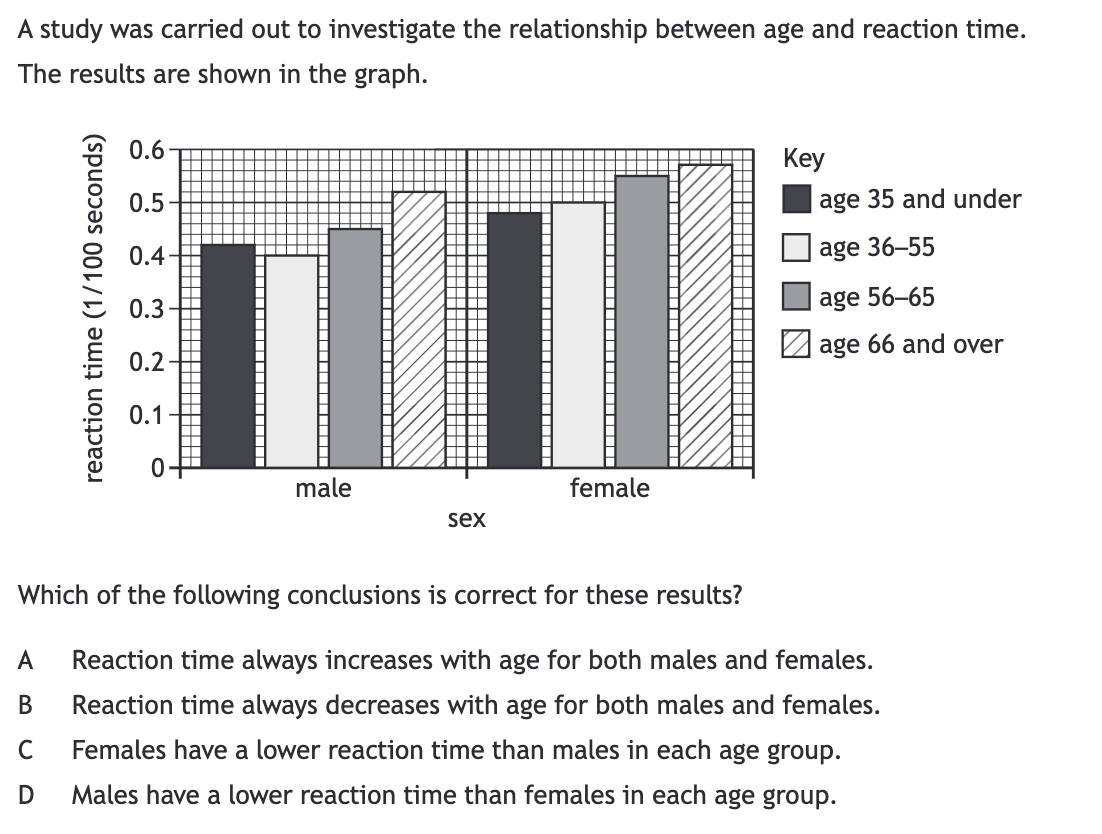 A study was carried out to investigate the relationship between age and reaction time.
The results are shown in the graph.
reaction time (1/100 seconds)
0.6
0.5
0.4
0.3
0.2
0.1
0
male
female
sex
Key
age 35 and under
age 36–55
age 56–65
age 66 and over
Which of the following conclusions is correct for these results?
A Reaction time always increases with age for both males and females.
B Reaction time always decreases with age for both males and females.
C Females have a lower reaction time than males in each age group.
D Males have a lower reaction time than females in each age group.